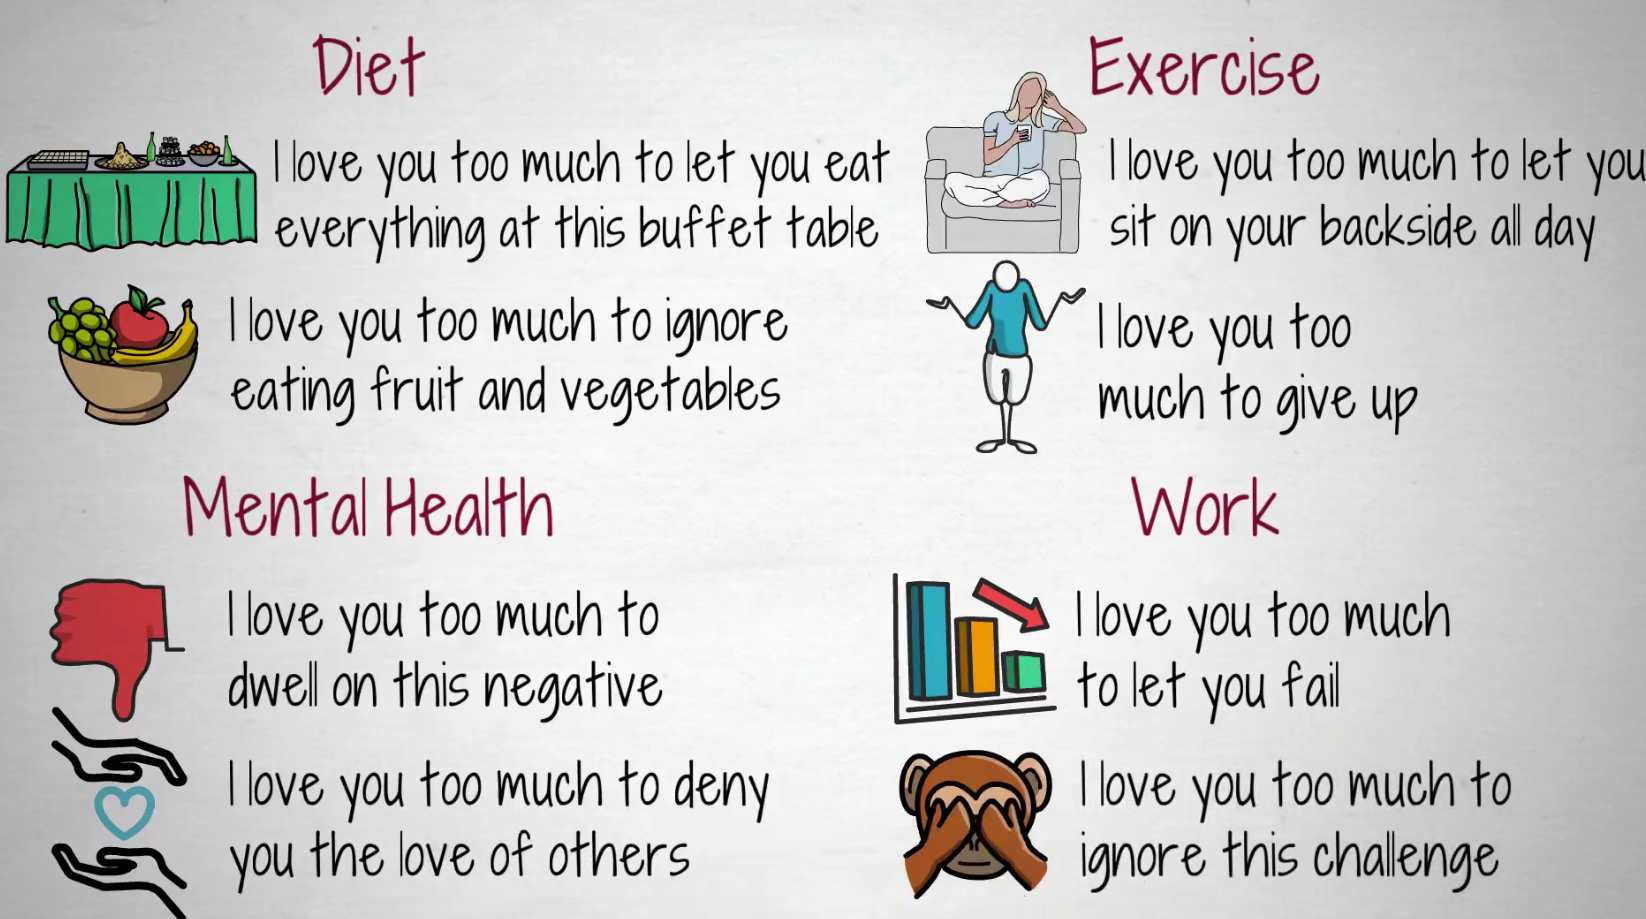 Diet
I love you too much to let you eat
everything at this buffet table
I love you too much to ignore
eating fruit and vegetables
Exercise
I love you too much to let you
sit on your backside all day
I love you too
much to give up
Mental Health
I love you too much to
dwell on this negative
I love you too much to deny
you the love of others
Work
I love you too much
to let you fail
I love you too much to
ignore this challenge